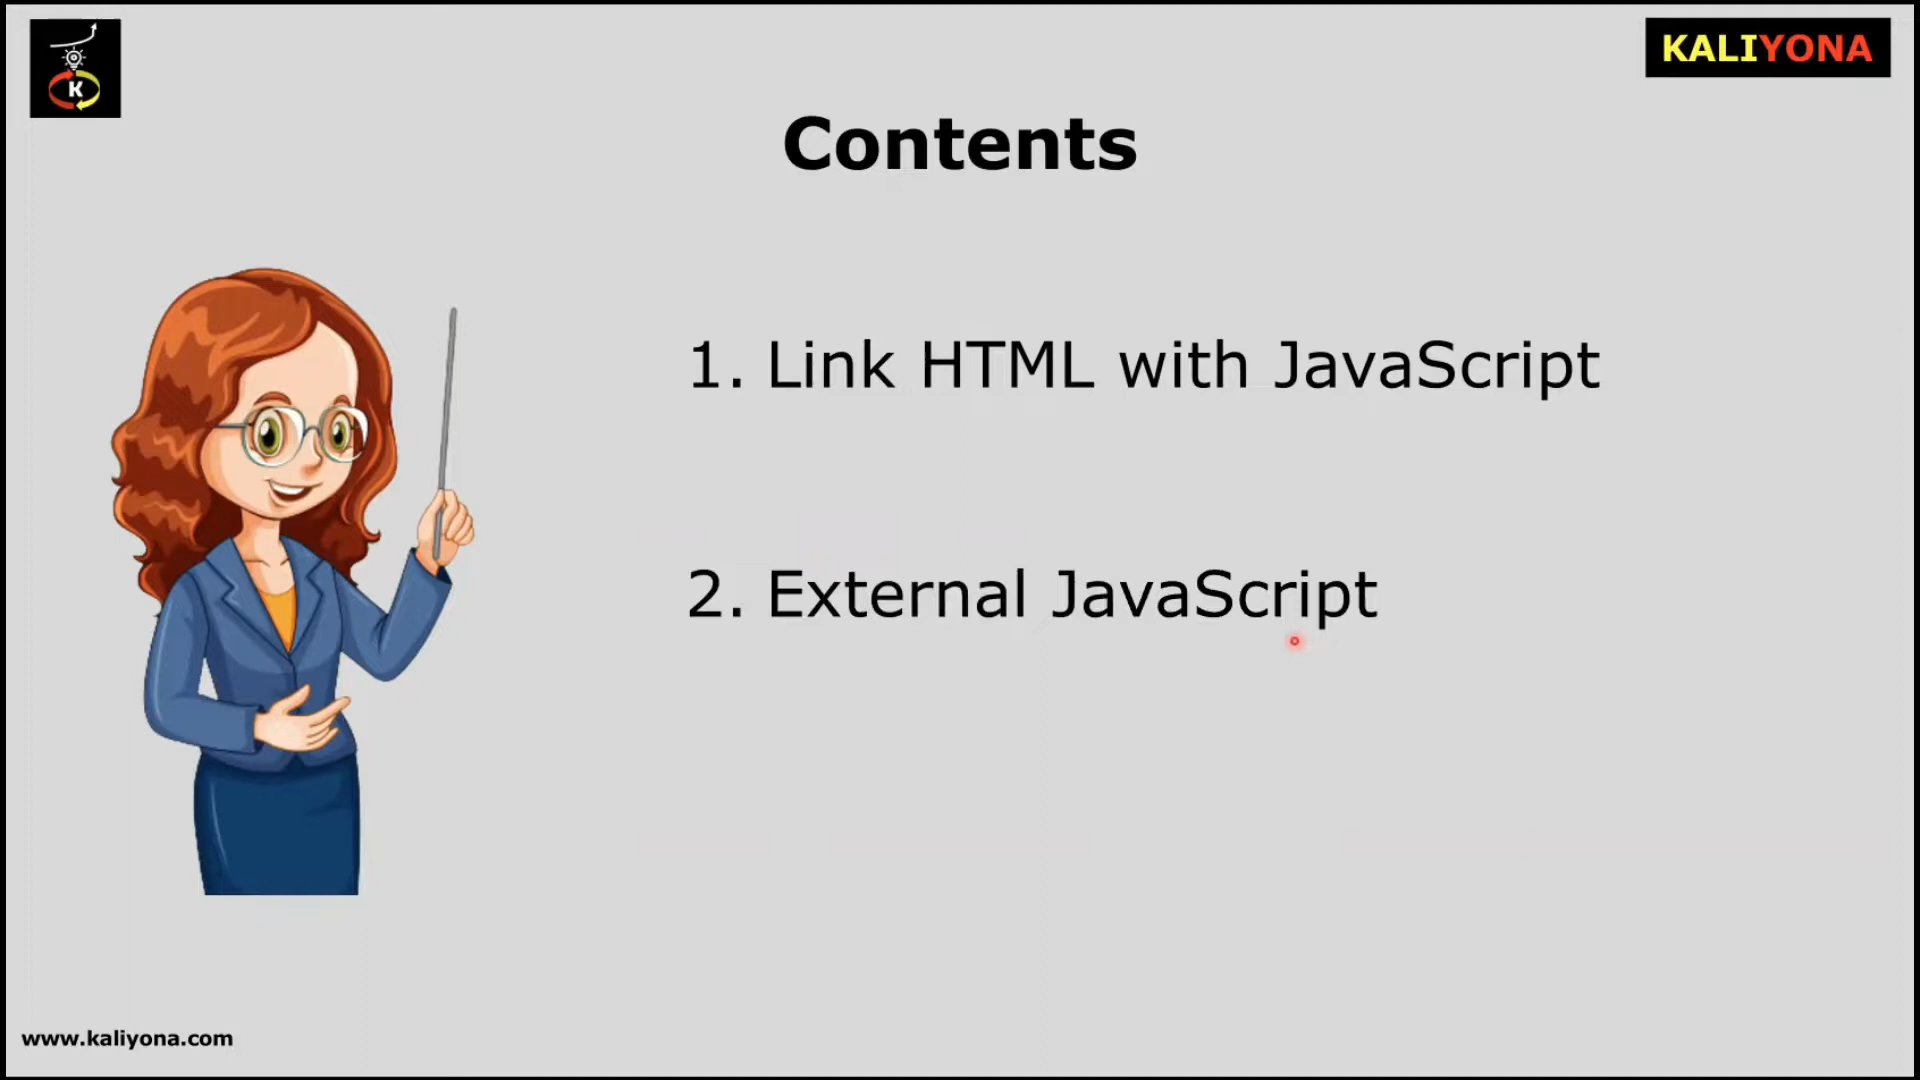 K
KALIYONA
Contents
1. Link HTML with JavaScript
2. External JavaScript
www.kaliyona.com